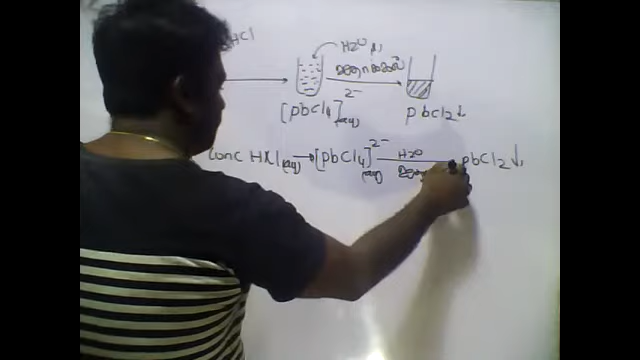 HCl
H2O
[pbCl4]2-(aq) pbCl2↓
Conc HCl(aq) → [pbCl4]2-(aq) H2O pbCl2↓